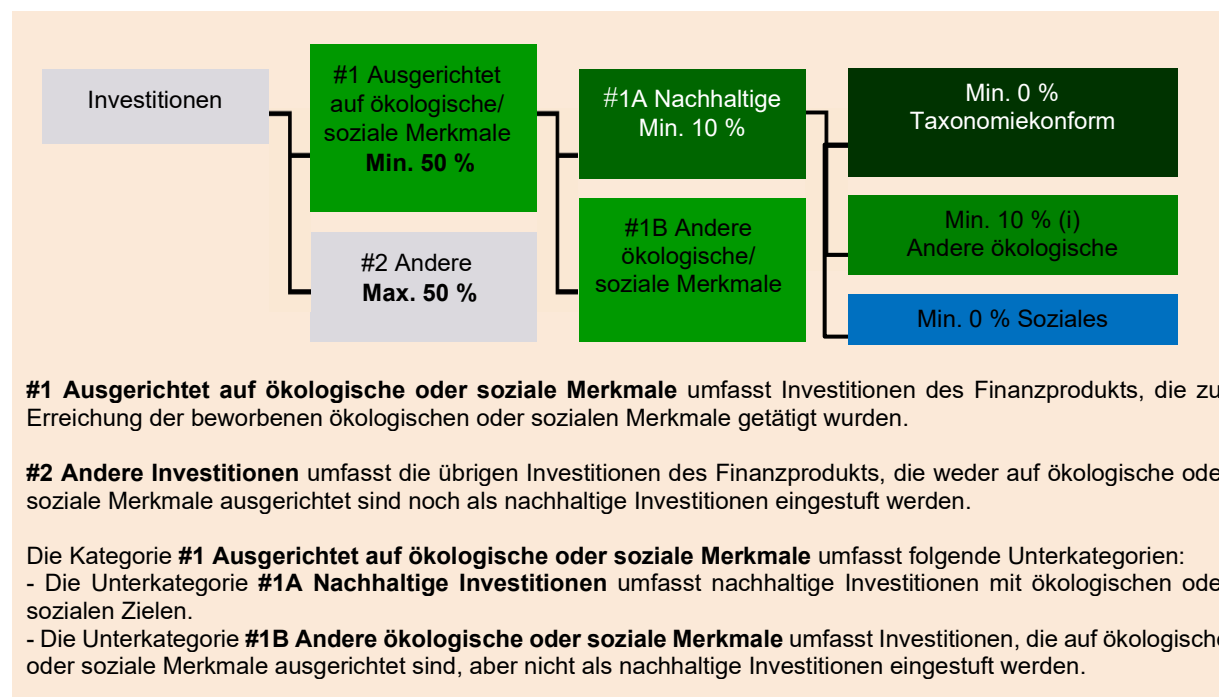 Investitionen
#1 Ausgerichtet
auf ökologische/
soziale Merkmale
Min. 50 %
#2 Andere
Max. 50 %
#1A Nachhaltige
Min. 10 %
#1B Andere
ökologische/
soziale Merkmale
Min. 0 %
Taxonomiekonform
Min. 10 % (i)
Andere ökologische
Min. 0 % Soziales
#1 Ausgerichtet auf ökologische oder soziale Merkmale umfasst Investitionen des Finanzprodukts, die zu
Erreichung der beworbenen ökologischen oder sozialen Merkmale getätigt wurden.
#2 Andere Investitionen umfasst die übrigen Investitionen des Finanzprodukts, die weder auf ökologische ode
soziale Merkmale ausgerichtet sind noch als nachhaltige Investitionen eingestuft werden.
Die Kategorie #1 Ausgerichtet auf ökologische oder soziale Merkmale umfasst folgende Unterkategorien:
- Die Unterkategorie #1A Nachhaltige Investitionen umfasst nachhaltige Investitionen mit ökologischen ode
sozialen Zielen.
- Die Unterkategorie #1B Andere ökologische oder soziale Merkmale umfasst Investitionen, die auf ökologische
oder soziale Merkmale ausgerichtet sind, aber nicht als nachhaltige Investitionen eingestuft werden.